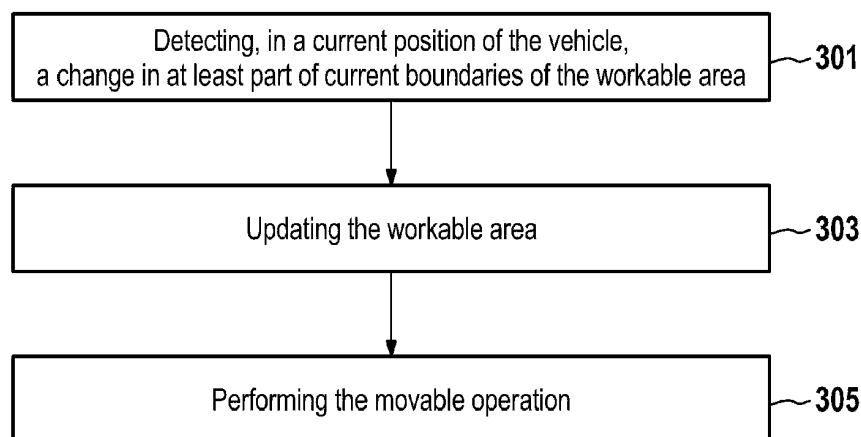 Detecting, in a current position of the vehicle,
a change in at least part of current boundaries of the workable area
301
Updating the workable area
303
Performing the movable operation
305